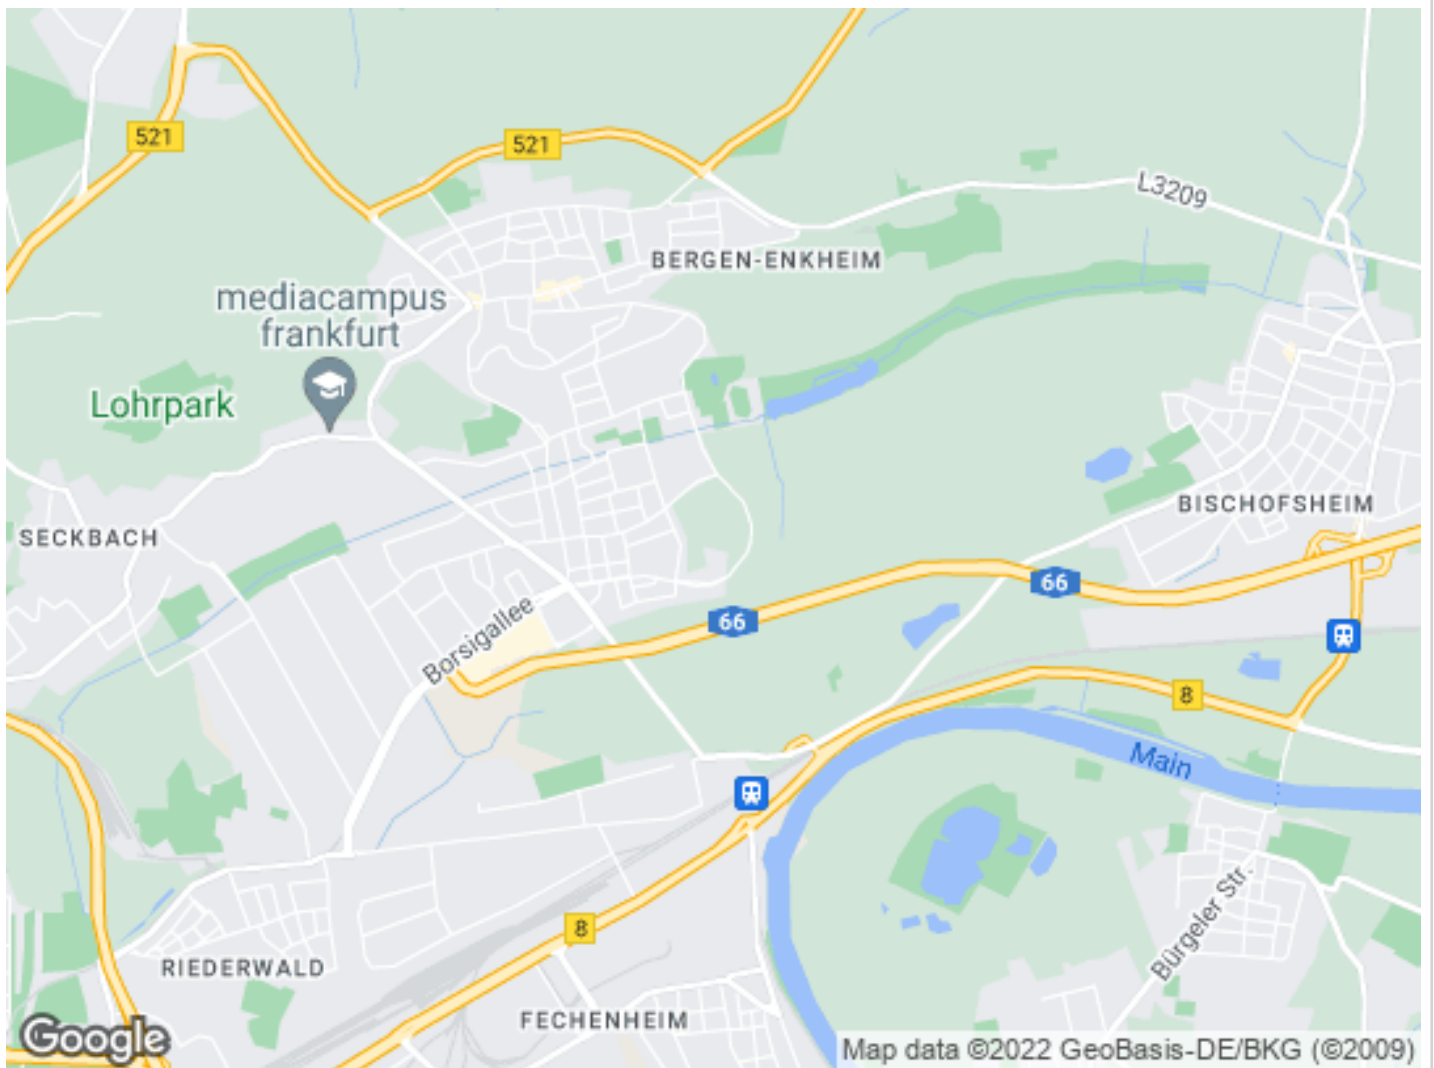 521
521
L3209
BERGEN-ENKHEIM
mediacampus
frankfurt
Lohrpark
BISCHOFSHEIM
SECKBACH
66
66
Borsigallee
8
Main
Bürgeler Str.
8
RIEDERWALD
FECHENHEIM
Google
Map data ©2022 GeoBasis-DE/BKG (©2009)